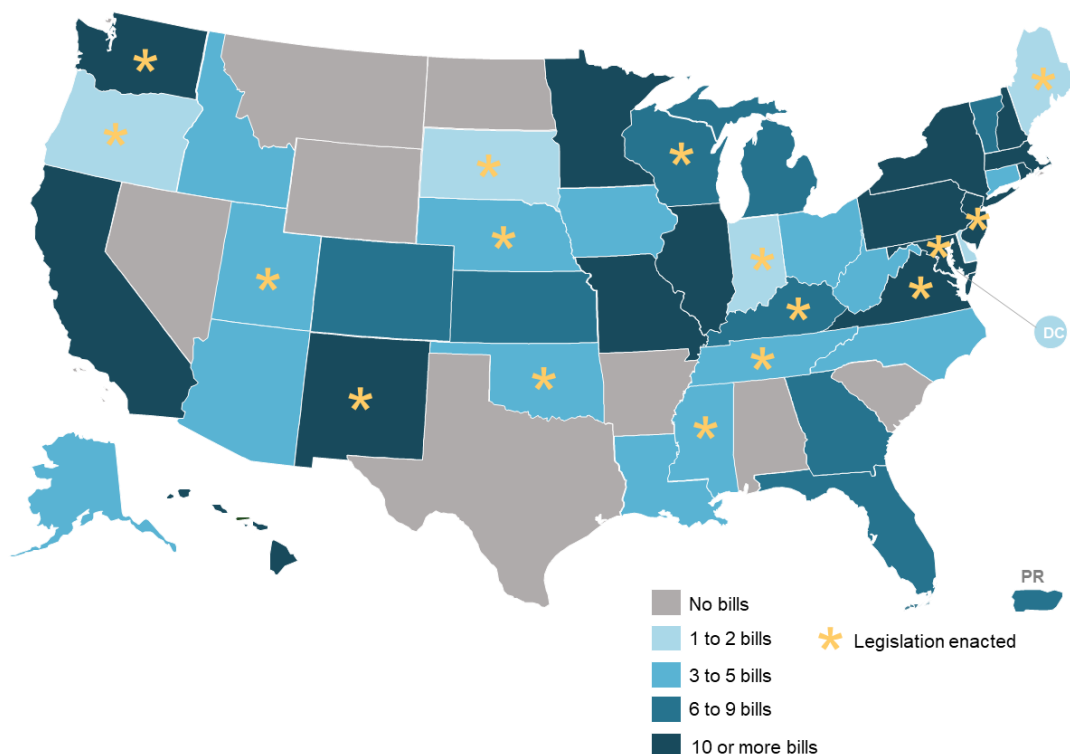 DC
PR
No bills
1 to 2 bills
Legislation enacted
3 to 5 bills
6 to 9 bills
10 or more bills